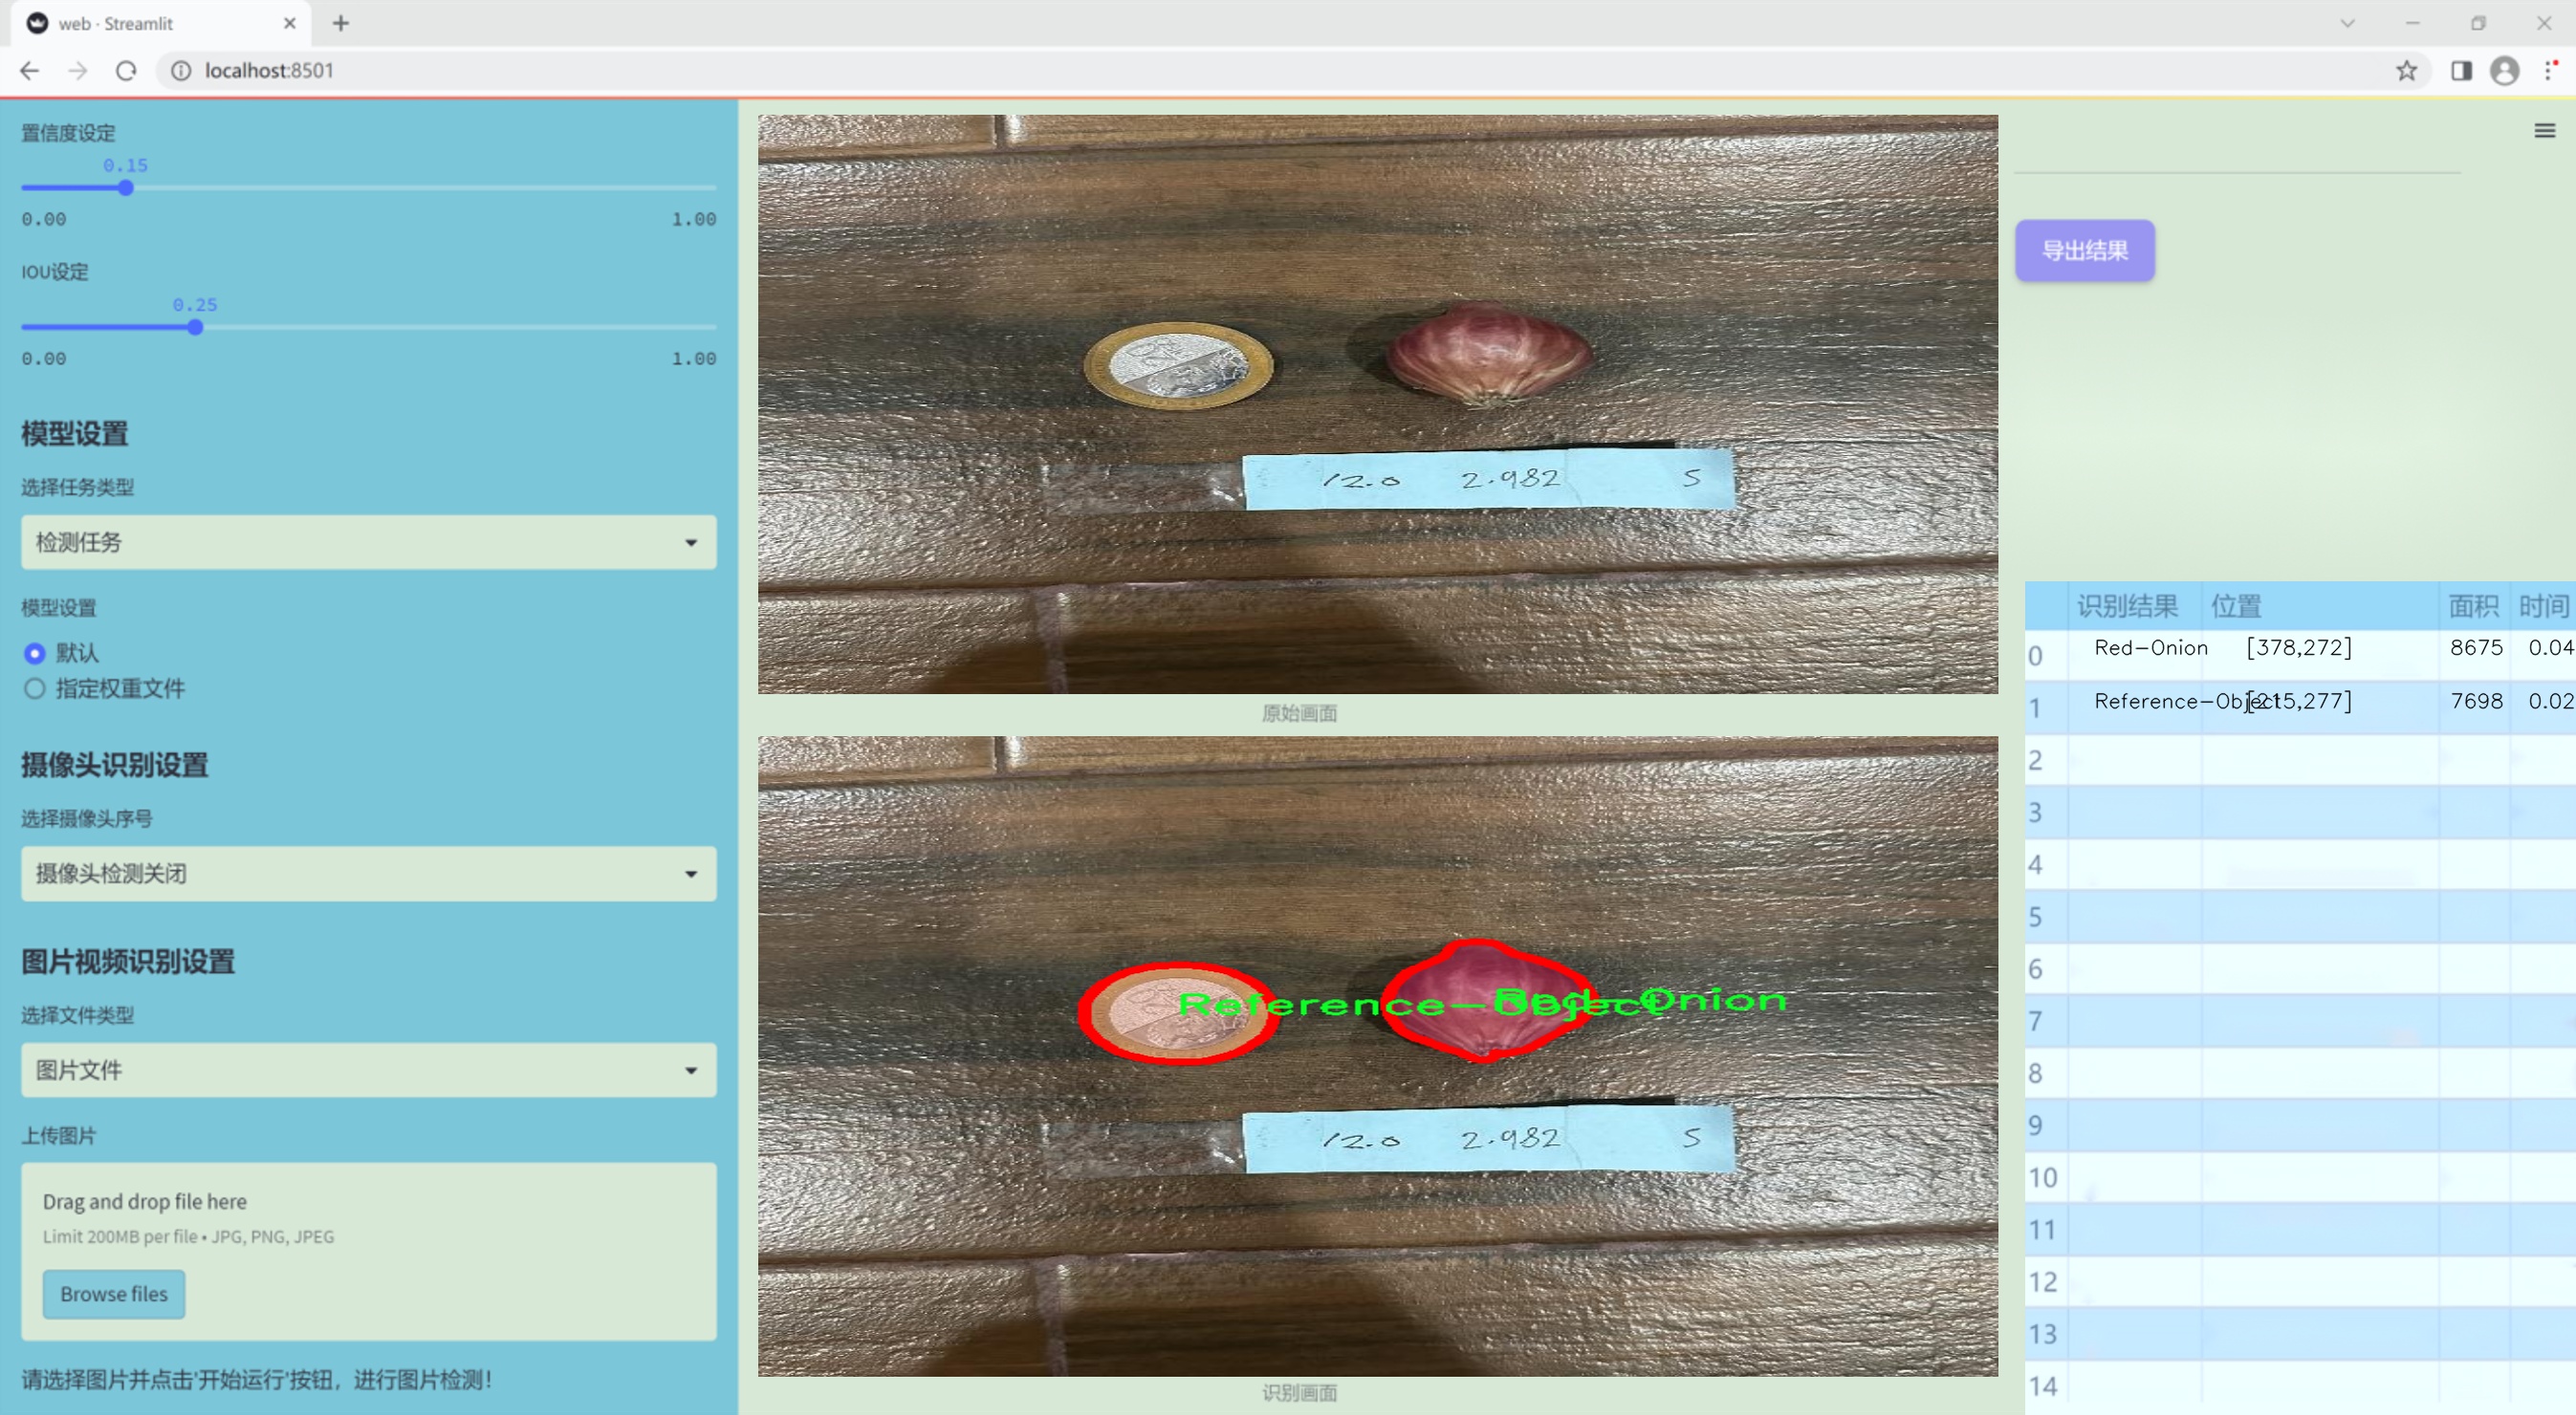 web · Streamlit
localhost:8501
置信度设定
0.15
0.00 1.00
IOU设定
0.25
0.00 1.00
模型设置
选择任务类型
检测任务
模型设置
默认
指定权重文件
摄像头识别设置
选择摄像头序号
摄像头检测关闭
图片视频识别设置
选择文件类型
图片文件
上传图片
Drag and drop file here
Limit 200MB per file • JPG, PNG, JPEG
Browse files
请选择图片并点击'开始运行'按钮，进行图片检测！
12.0 2.982 S
原始画面
Reference-Object
Red-Onion
12.0 2.982 S
识别画面
导出结果
识别结果 位置 面积 时间
0 Red-Onion [378,272] 8675 0.04
1 Reference-Object [215,277] 7698 0.02
2
3
4
5
6
7
8
9
10
11
12
13
14